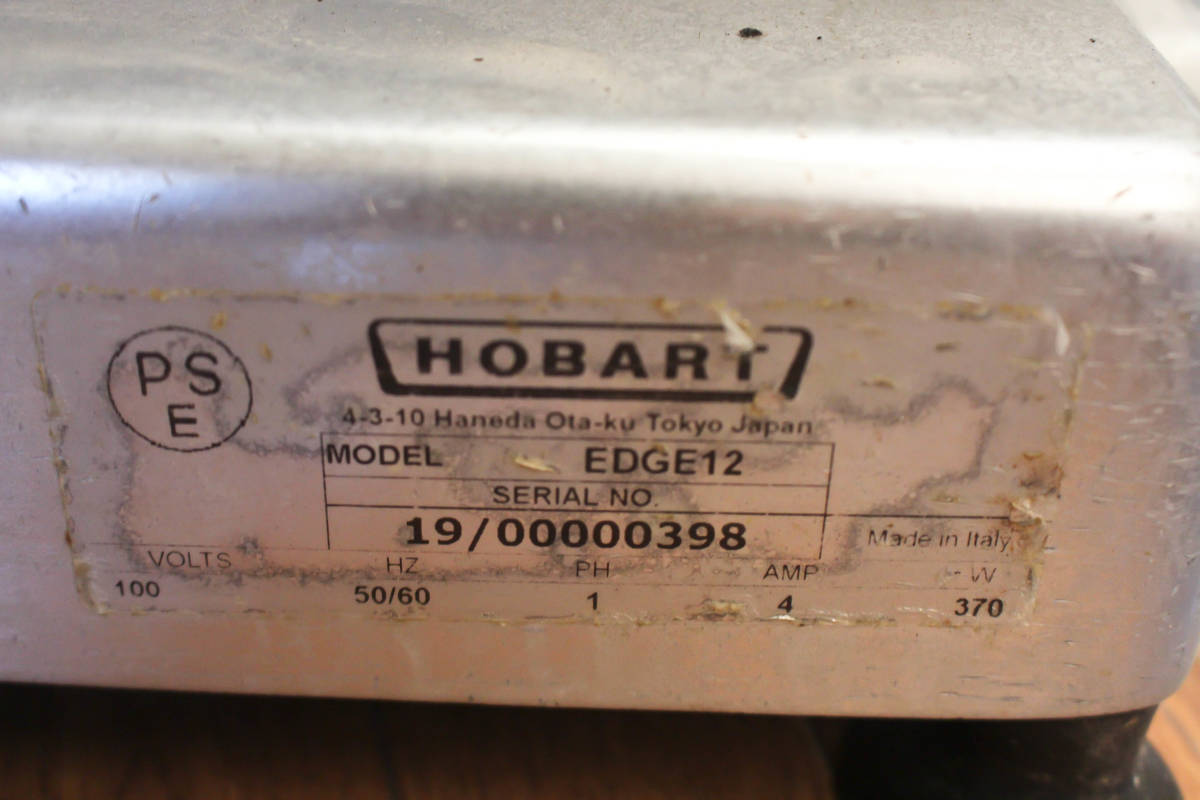 PS
E
HOBART
4-3-10 Haneda Ota-ku Tokyo Japan
MODEL EDGE12
SERIAL NO.
19/00000398
Made in Italy
VOLTS HZ PH AMP W
100 50/60 1 4 370